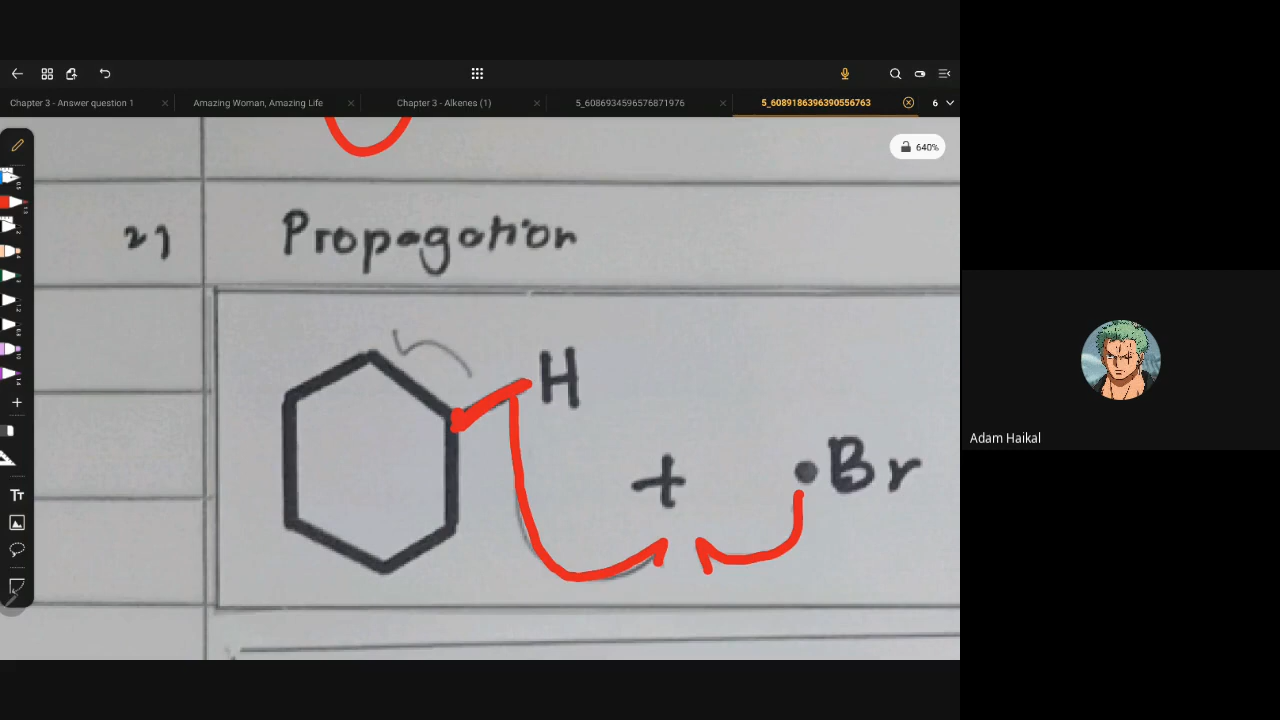 Chapter 3 - Answer question 1
Amazing Woman, Amazing Life
Chapter 3 - Alkenes (1)
5_6086934596576871976
5_6089186396390556763
6
640%
2)
Propagation
H
+
•Br
Tт
Adam Haikal